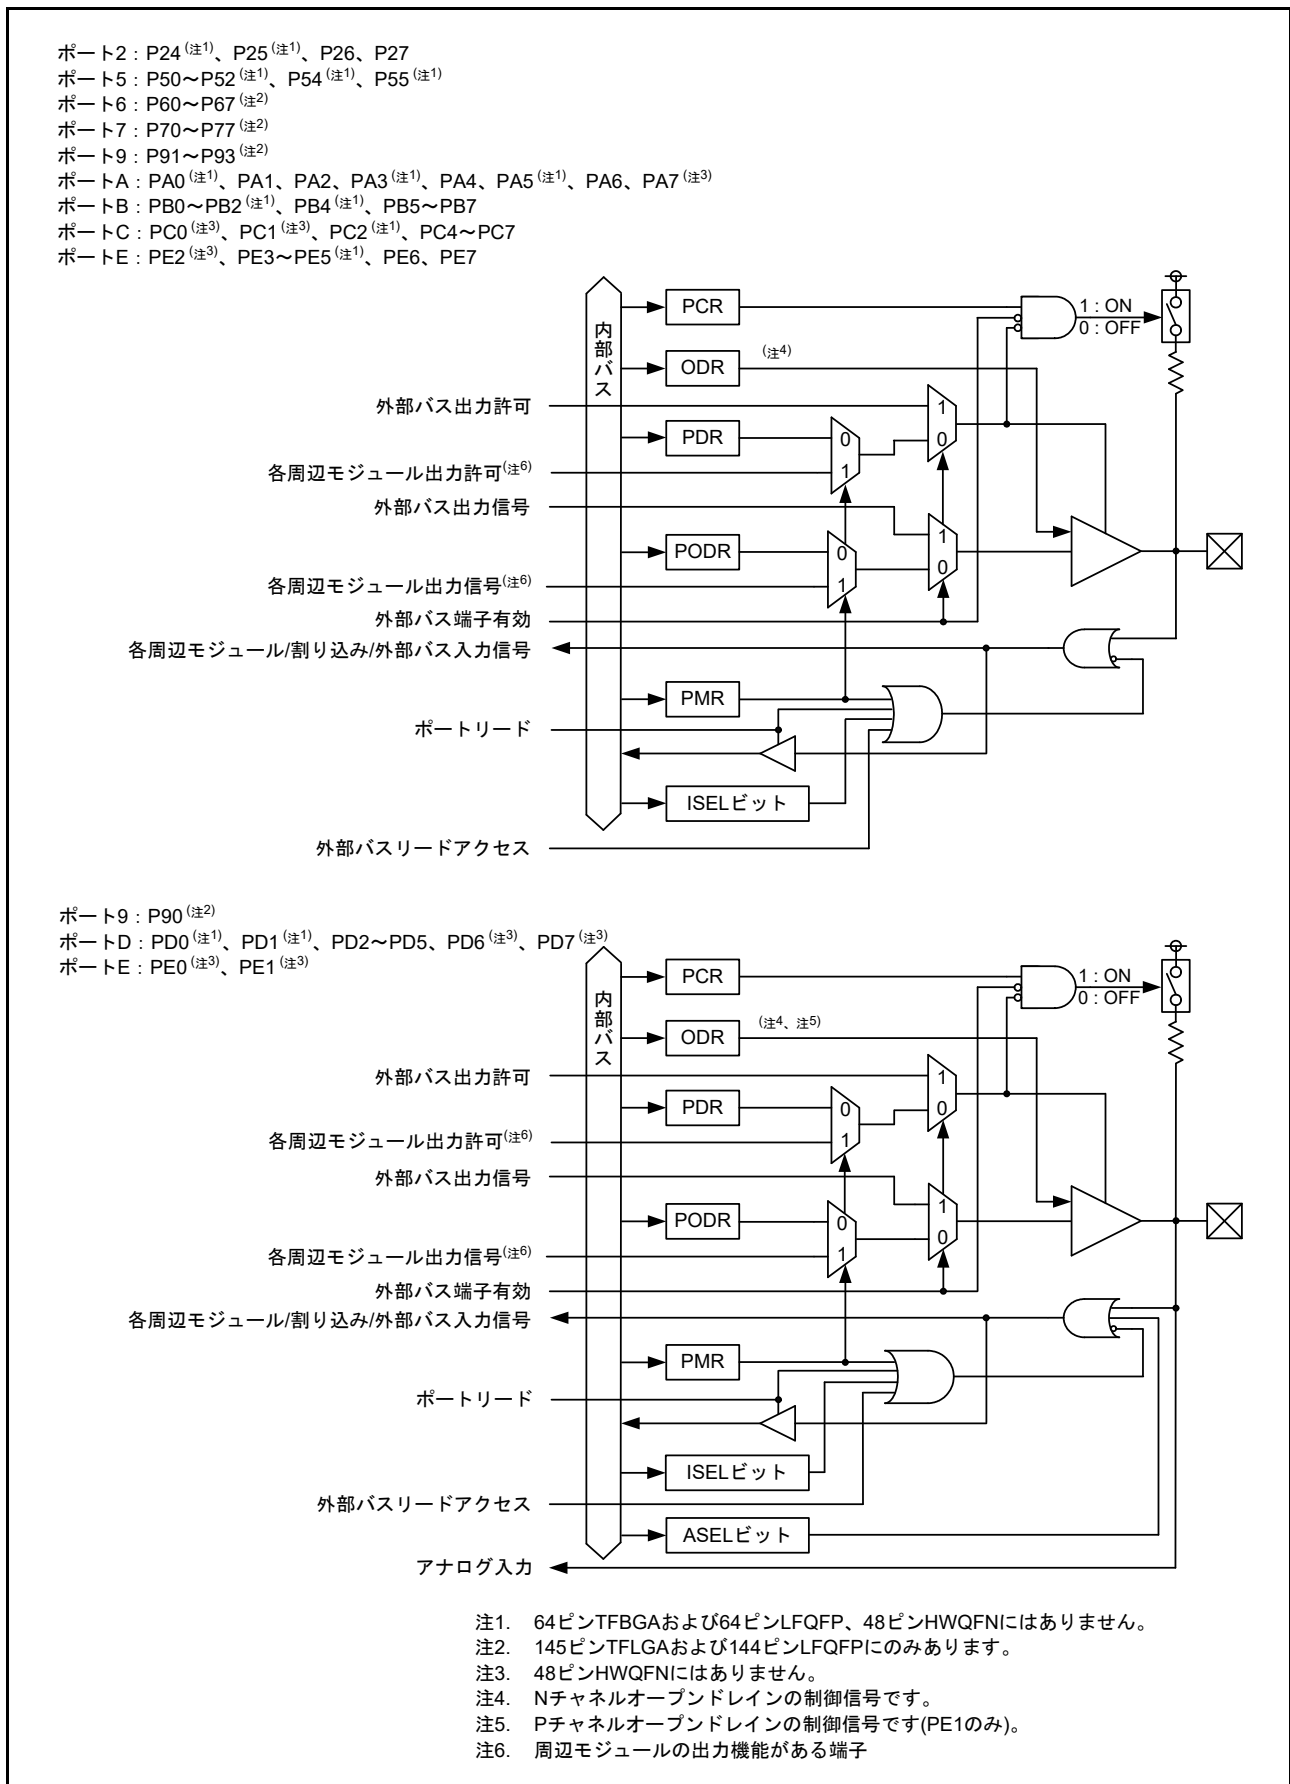 ポート2：P24(注1)、P25(注1)、P26、P27
ポート5：P50～P52(注1)、P54(注1)、P55(注1)
ポート6：P60～P67(注2)
ポート7：P70～P77(注2)
ポート9：P91～P93(注2)
ポートA：PA0(注1)、PA1、PA2、PA3(注1)、PA4、PA5(注1)、PA6、PA7(注3)
ポートB：PB0～PB2(注1)、PB4(注1)、PB5～PB7
ポートC：PC0(注3)、PC1(注3)、PC2(注1)、PC4～PC7
ポートE：PE2(注3)、PE3～PE5(注1)、PE6、PE7
内部バス
PCR
1：ON
0：OFF
ODR
(注4)
外部バス出力許可
1
PDR
0
0
各周辺モジュール出力許可(注6)
1
外部バス出力信号
1
PODR
0
0
各周辺モジュール出力信号(注6)
1
外部バス端子有効
各周辺モジュール/割り込み/外部バス入力信号
PMR
ポートリード
ISELビット
外部バスリードアクセス
ポート9：P90(注2)
ポートD：PD0(注1)、PD1(注1)、PD2～PD5、PD6(注3)、PD7(注3)
ポートE：PE0(注3)、PE1(注3)
内部バス
PCR
1：ON
0：OFF
ODR
(注4、注5)
外部バス出力許可
1
PDR
0
0
各周辺モジュール出力許可(注6)
1
外部バス出力信号
1
PODR
0
0
各周辺モジュール出力信号(注6)
1
外部バス端子有効
各周辺モジュール/割り込み/外部バス入力信号
PMR
ポートリード
ISELビット
外部バスリードアクセス
ASELビット
アナログ入力
注1. 64ピンTFBGAおよび64ピンLFQFP、48ピンHWQFNにはありません。
注2. 145ピンTFLGAおよび144ピンLFQFPにのみあります。
注3. 48ピンHWQFNにはありません。
注4. Nチャネルオープンドレインの制御信号です。
注5. Pチャネルオープンドレインの制御信号です(PE1のみ)。
注6. 周辺モジュールの出力機能がある端子